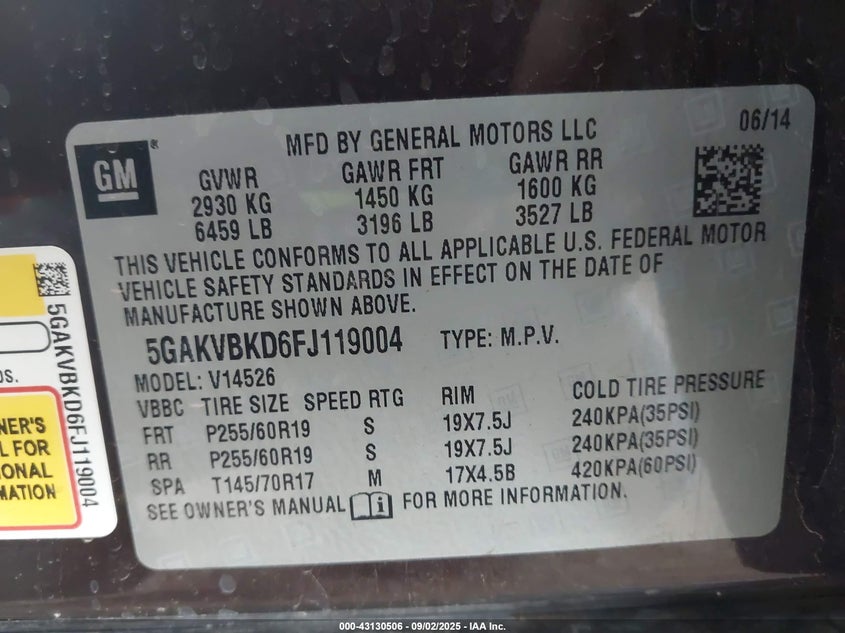 MFD BY GENERAL MOTORS LLC 06/14
GM
GVWR GAWR FRT GAWR RR
2930 KG 1450 KG 1600 KG
6459 LB 3196 LB 3527 LB
THIS VEHICLE CONFORMS TO ALL APPLICABLE U.S. FEDERAL MOTOR
VEHICLE SAFETY STANDARDS IN EFFECT ON THE DATE OF
MANUFACTURE SHOWN ABOVE.
5GAKVBKD6FJ119004 TYPE: M.P.V.
MODEL: V14526
VBBC TIRE SIZE SPEED RTG RIM COLD TIRE PRESSURE
FRT P255/60R19 S 19X7.5J 240KPA(35PSI)
RR P255/60R19 S 19X7.5J 240KPA(35PSI)
SPA T145/70R17 M 17X4.5B 420KPA(60PSI)
SEE OWNER'S MANUAL FOR MORE INFORMATION.
5GAKVBKD6FJ119004
OS.
NER'S
L FOR
IONAL
MATION
000-43130506 - 09/02/2025 - IAA Inc.